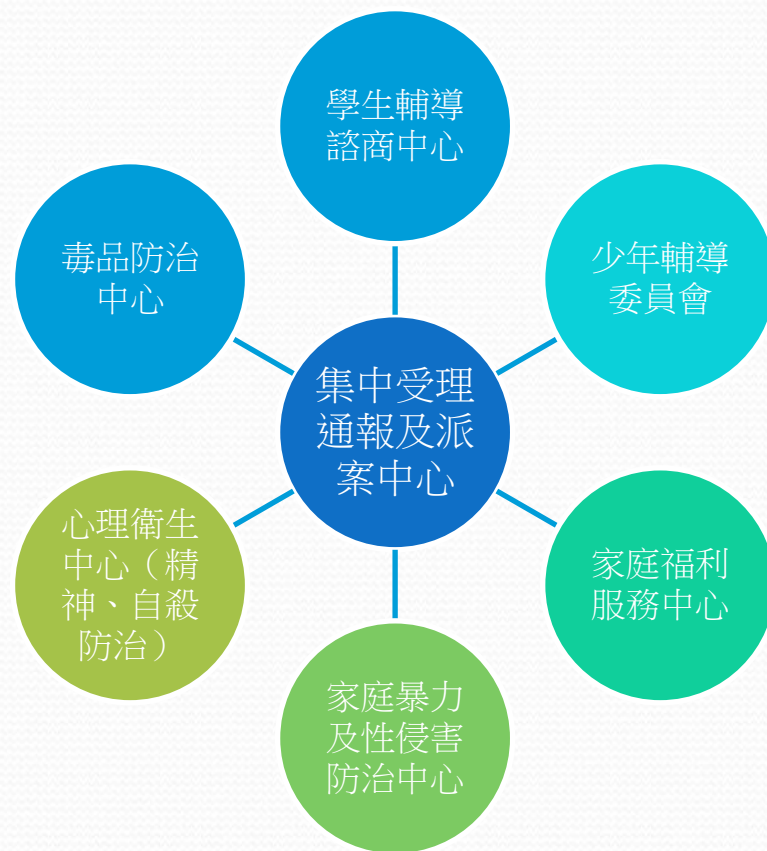 學生輔導
諮商中心
少年輔導
委員會
家庭福利
服務中心
家庭暴力
及性侵害
防治中心
心理衛生
中心（精
神、自殺
防治）
毒品防治
中心
集中受理
通報及派
案中心